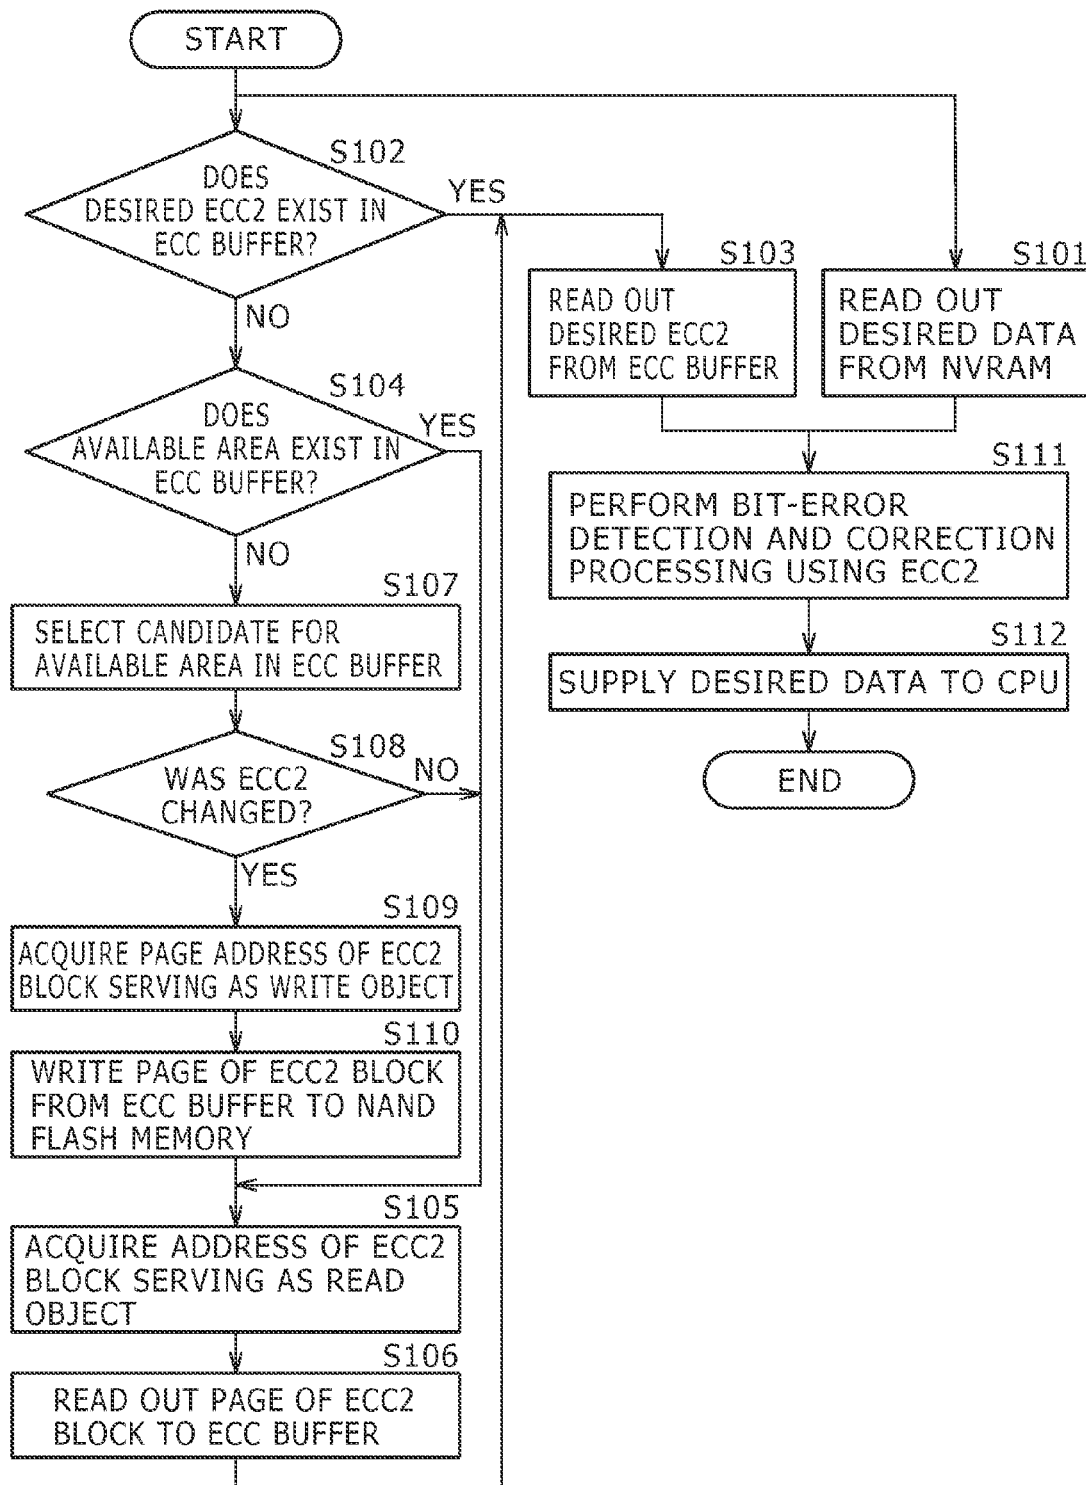 START
S102
DOES
DESIRED ECC2 EXIST IN
ECC BUFFER?
YES
NO
S103
READ OUT
DESIRED ECC2
FROM ECC BUFFER
S101
READ OUT
DESIRED DATA
FROM NVRAM
S104
DOES
AVAILABLE AREA EXIST IN
ECC BUFFER?
YES
NO
S111
PERFORM BIT-ERROR
DETECTION AND CORRECTION
PROCESSING USING ECC2
S107
SELECT CANDIDATE FOR
AVAILABLE AREA IN ECC BUFFER
S112
SUPPLY DESIRED DATA TO CPU
S108
WAS ECC2
CHANGED?
NO
YES
END
S109
ACQUIRE PAGE ADDRESS OF ECC2
BLOCK SERVING AS WRITE OBJECT
S110
WRITE PAGE OF ECC2 BLOCK
FROM ECC BUFFER TO NAND
FLASH MEMORY
S105
ACQUIRE ADDRESS OF ECC2
BLOCK SERVING AS READ
OBJECT
S106
READ OUT PAGE OF ECC2
BLOCK TO ECC BUFFER